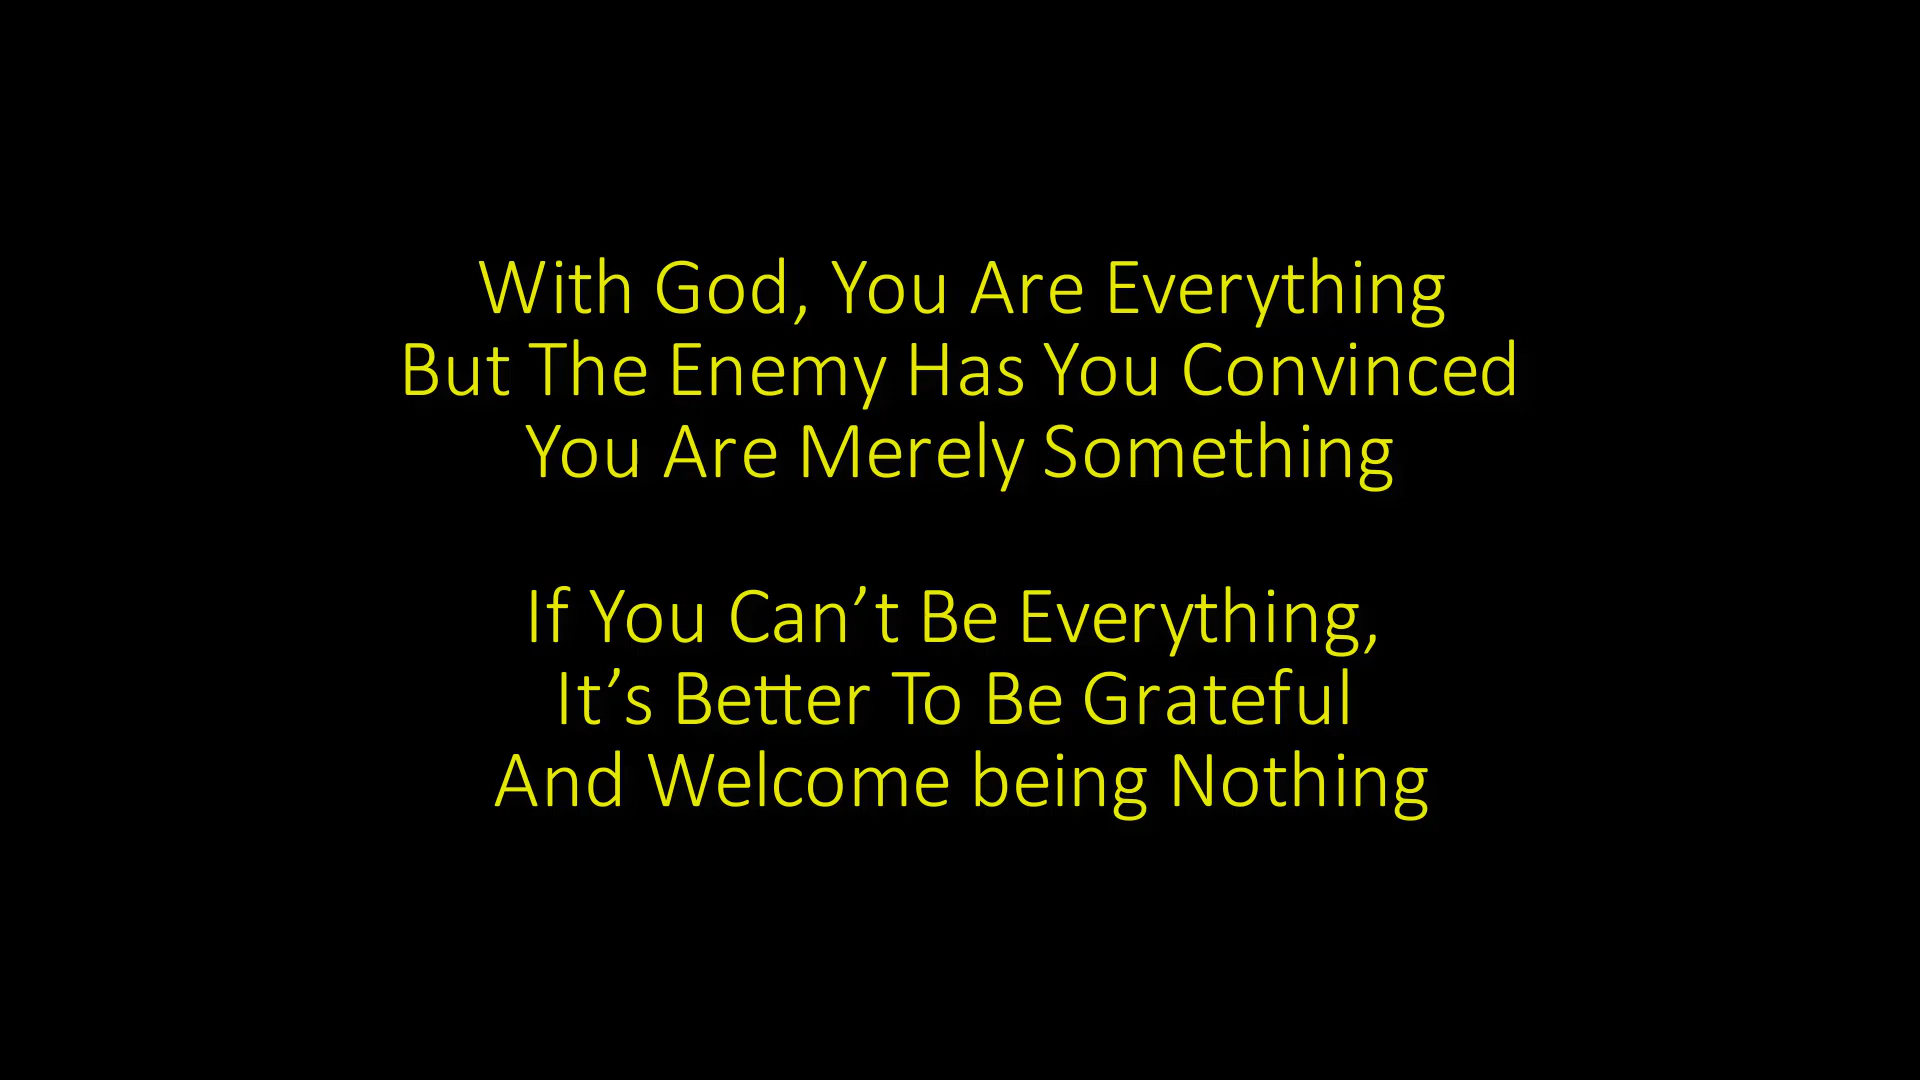 With God, You Are Everything
But The Enemy Has You Convinced
You Are Merely Something
If You Can’t Be Everything,
It’s Better To Be Grateful
And Welcome being Nothing